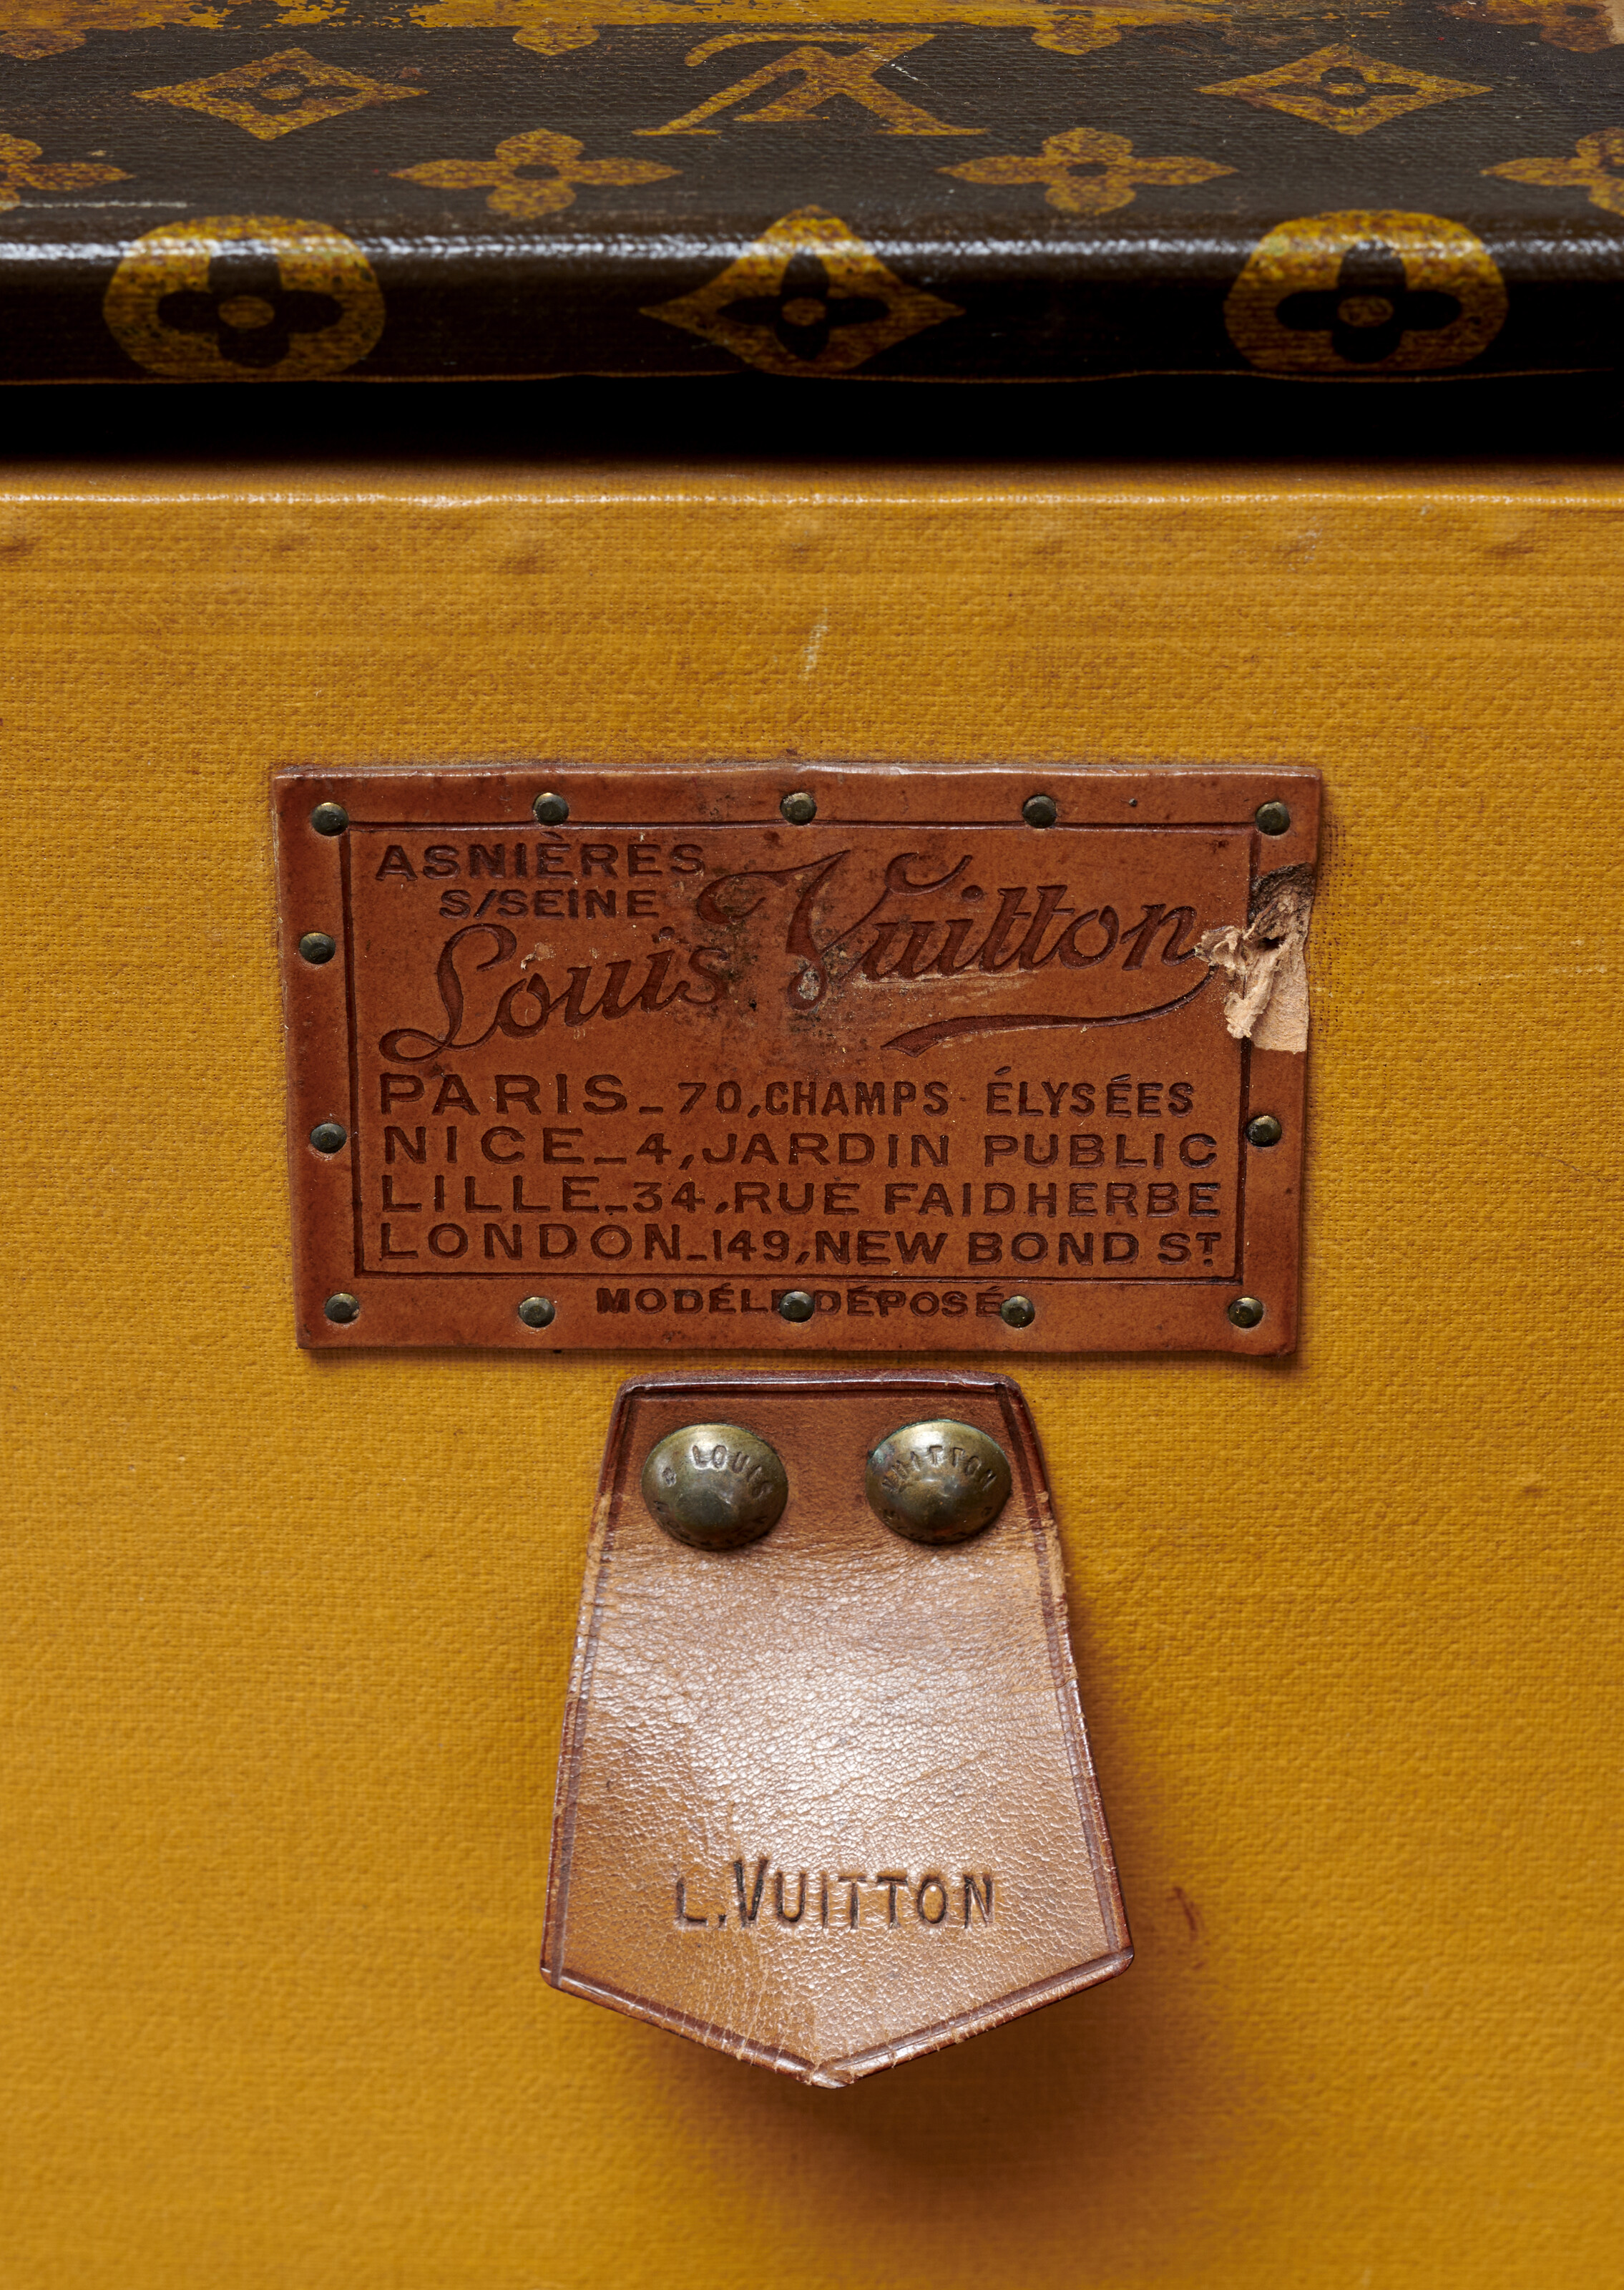 ASNIÈRES
S/SEINE
Louis Vuitton
PARIS_70,CHAMPS ÉLYSÉES
NICE_4,JARDIN PUBLIC
LILLE_34,RUE FAIDHERBE
LONDON_149,NEW BOND ST
MODÉLE DÉPOSÉ
LOUIS VUITTON
L.VUITTON